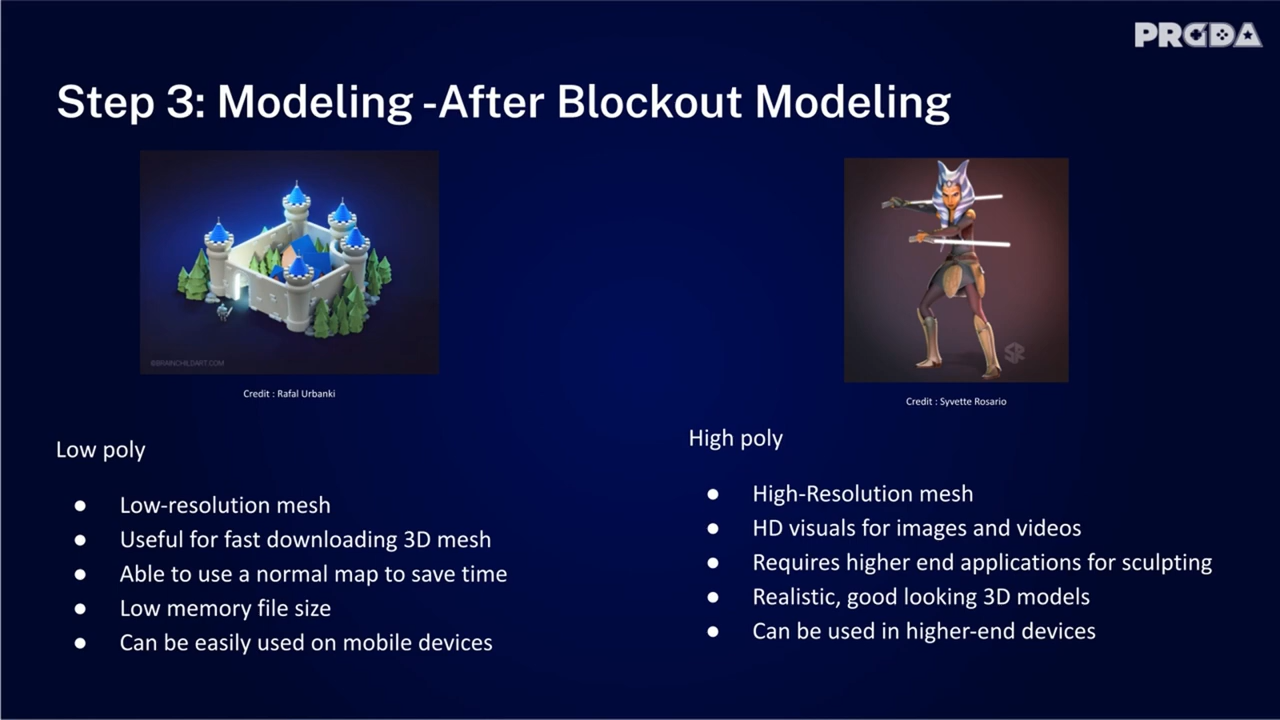 PRGDA
Step 3: Modeling -After Blockout Modeling
©BRAINCHILDART.COM
Credit : Rafal Urbanki
SR
Credit : Syvette Rosario
Low poly
● Low-resolution mesh
● Useful for fast downloading 3D mesh
● Able to use a normal map to save time
● Low memory file size
● Can be easily used on mobile devices
High poly
● High-Resolution mesh
● HD visuals for images and videos
● Requires higher end applications for sculpting
● Realistic, good looking 3D models
● Can be used in higher-end devices